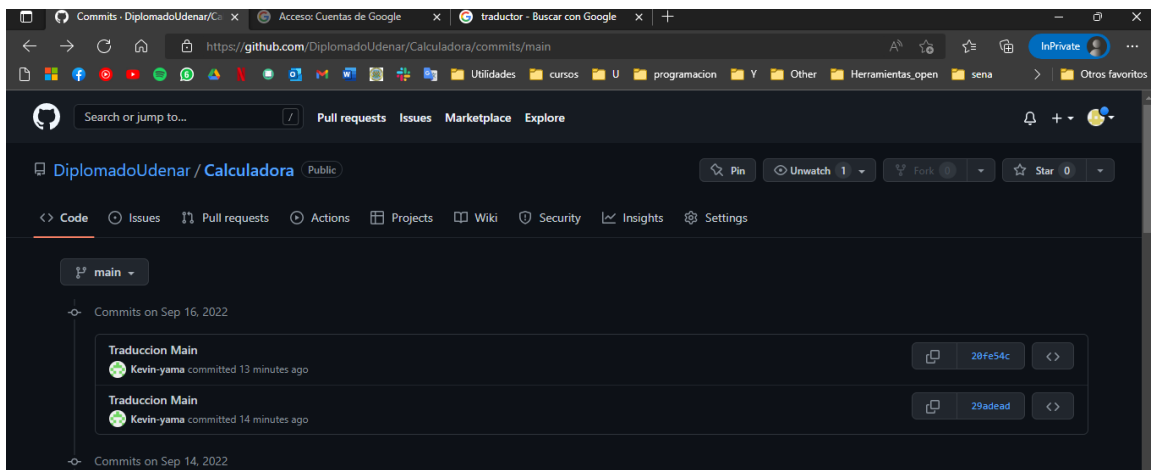 Commits · DiplomadoUdenar/Ca
Acceso: Cuentas de Google
traductor - Buscar con Google
https://github.com/DiplomadoUdenar/Calculadora/commits/main
InPrivate
Utilidades
cursos
U
programacion
Y
Other
Herramientas_open
sena
Otros favoritos
Search or jump to...
/
Pull requests Issues Marketplace Explore
DiplomadoUdenar / Calculadora Public
Pin
Unwatch 1
Fork 0
Star 0
Code Issues Pull requests Actions Projects Wiki Security Insights Settings
main
Commits on Sep 16, 2022
Traduccion Main
20fe54c
Kevin-yama committed 13 minutes ago
Traduccion Main
29adead
Kevin-yama committed 14 minutes ago
Commits on Sep 14, 2022